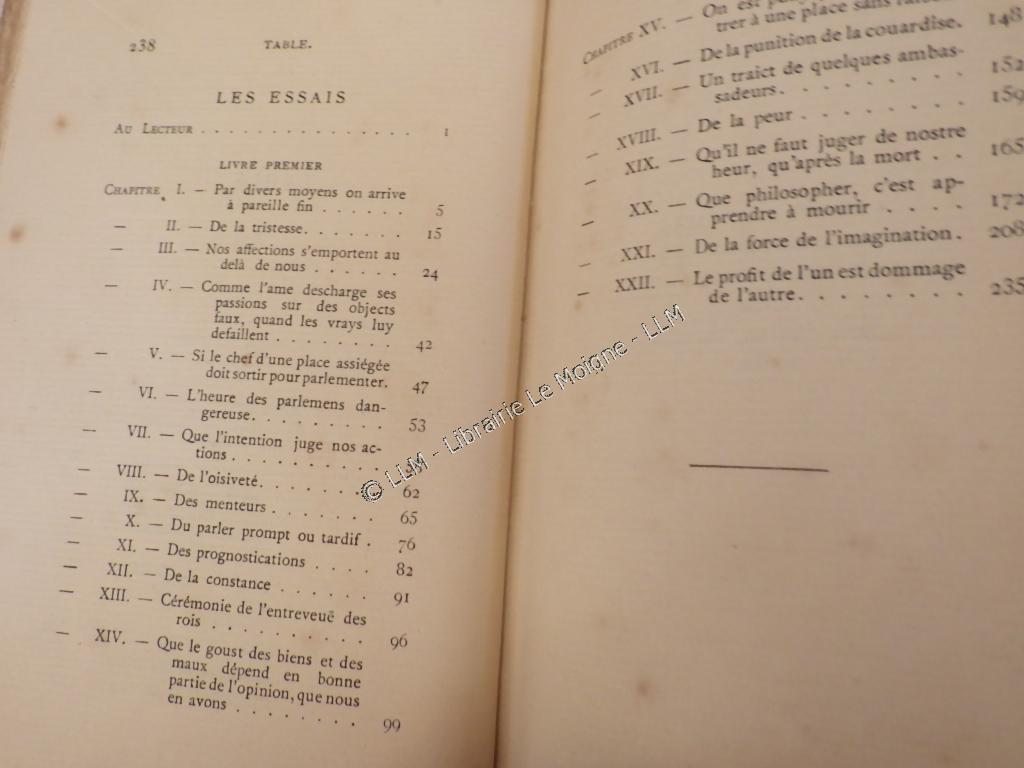 238 TABLE.
LES ESSAIS
Au Lecteur . . . . . . . . . . . . . . . 1
LIVRE PREMIER
Chapitre I. — Par divers moyens on arrive
à pareille fin . . . . . . 5
— II. — De la tristesse. . . . . . . 15
— III. — Nos affections s'emportent au
delà de nous . . . . . . 24
— IV. — Comme l'ame descharge ses
passions sur des objects
faux, quand les vrays luy
defaillent . . . . . . . . 42
— V. — Si le chef d'une place assiégée
doit sortir pour parlementer. 47
— VI. — L'heure des parlemens dan-
gereuse. . . . . . . . . . 53
— VII. — Que l'intention juge nos ac-
tions . . . . . . . . . . .
— VIII. — De l'oisiveté. . . . . . . . 62
— IX. — Des menteurs . . . . . . . 65
— X. — Du parler prompt ou tardif . 76
— XI. — Des prognostications . . . . 82
— XII. — De la constance . . . . . . 91
— XIII. — Cérémonie de l'entreveuë des
rois . . . . . . . . . . 96
— XIV. — Que le goust des biens et des
maux dépend en bonne
partie de l'opinion, que nous
en avons . . . . . . . . 99
Chapitre XV. — On est
trer à une place sans
— XVI. — De la punition de la couardise. 148
— XVII. — Un traict de quelques ambas-
sadeurs. . . . . . . . . 152
— XVIII. — De la peur . . . . . . . . 159
— XIX. — Qu'il ne faut juger de nostre
heur, qu'après la mort . . 165
— XX. — Que philosopher, c'est ap-
prendre à mourir . . . . 172
— XXI. — De la force de l'imagination. 208
— XXII. — Le profit de l'un est dommage
de l'autre. . . . . . . . . 235
© LLM - Librairie Le Moigne - LLM